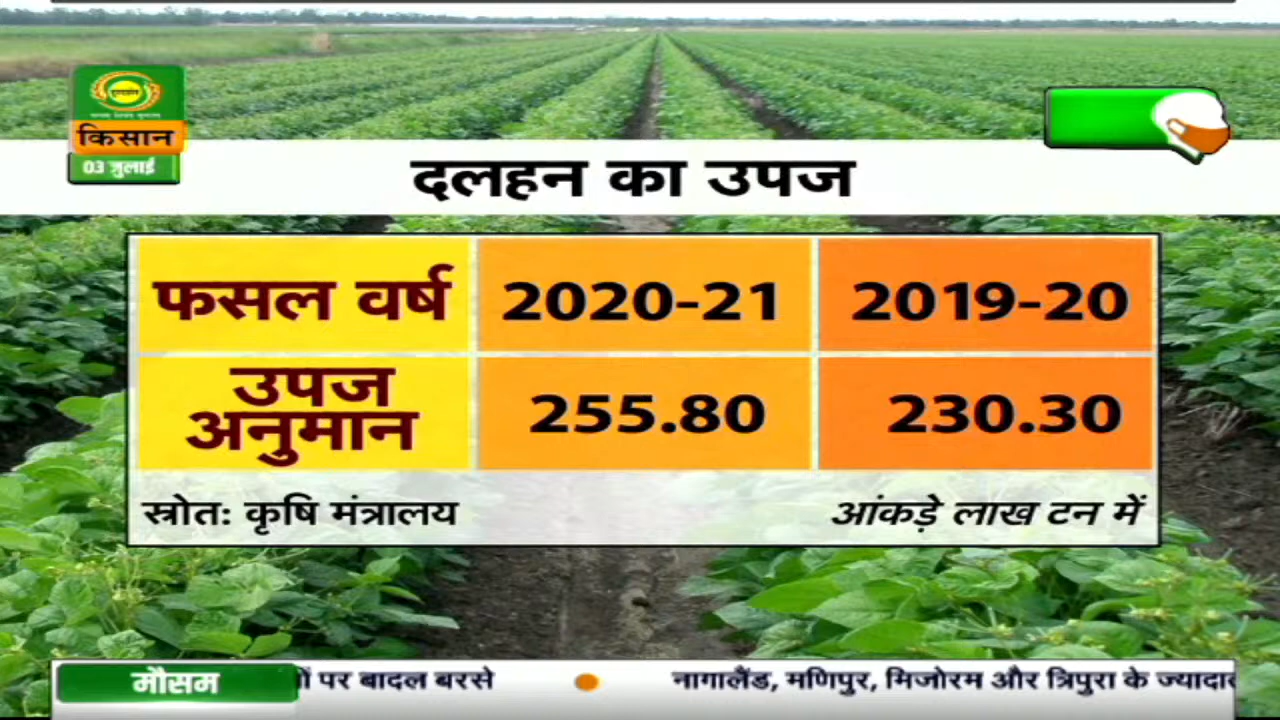 किसान
03 जुलाई
दलहन का उपज
फसल वर्ष 2020-21 2019-20
उपज अनुमान 255.80 230.30
स्रोत: कृषि मंत्रालय आंकड़े लाख टन में
मौसम पर बादल बरसे नागालैंड, मणिपुर, मिजोरम और त्रिपुरा के